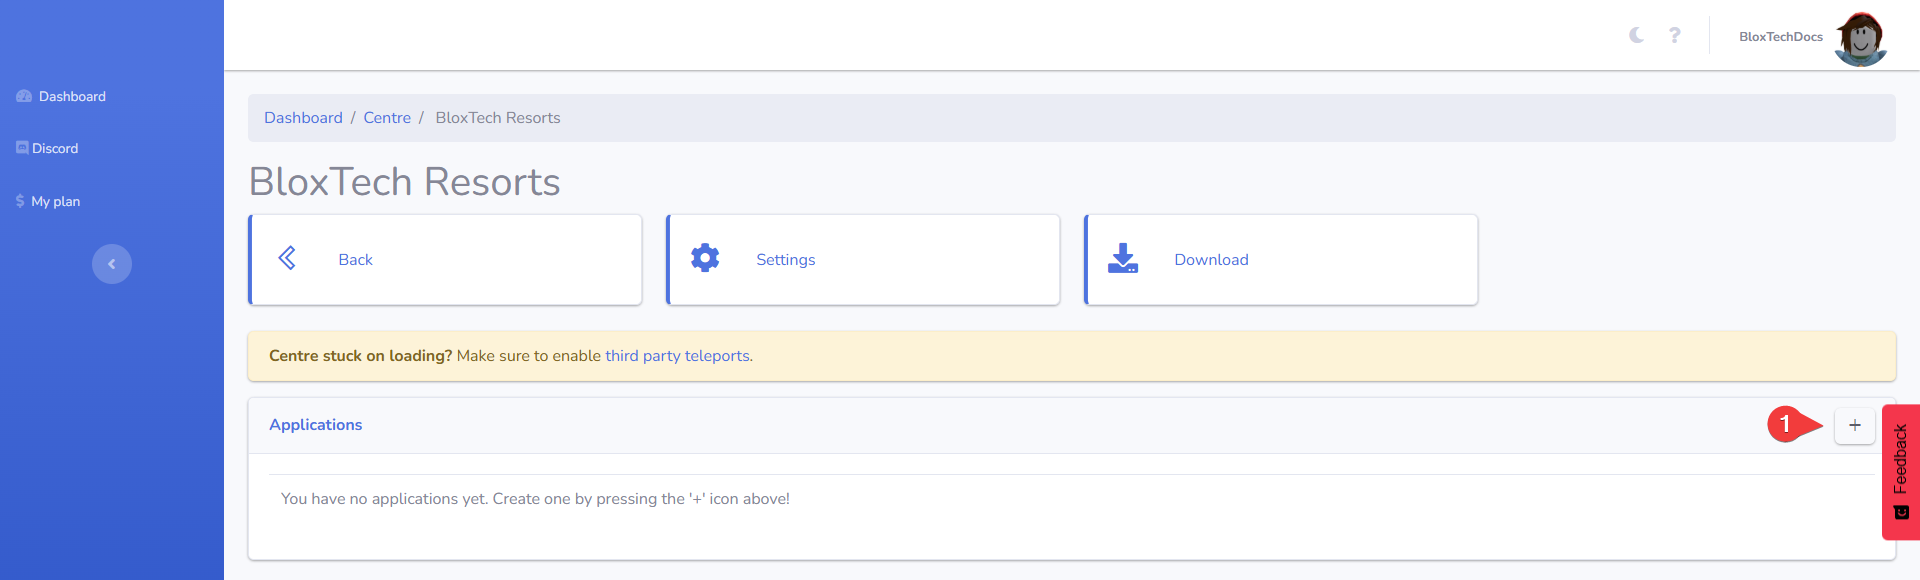 BloxTechDocs
Dashboard
Discord
My plan
Dashboard / Centre / BloxTech Resorts
BloxTech Resorts
Back
Settings
Download
Centre stuck on loading? Make sure to enable third party teleports.
Applications
1
+
You have no applications yet. Create one by pressing the '+' icon above!
Feedback